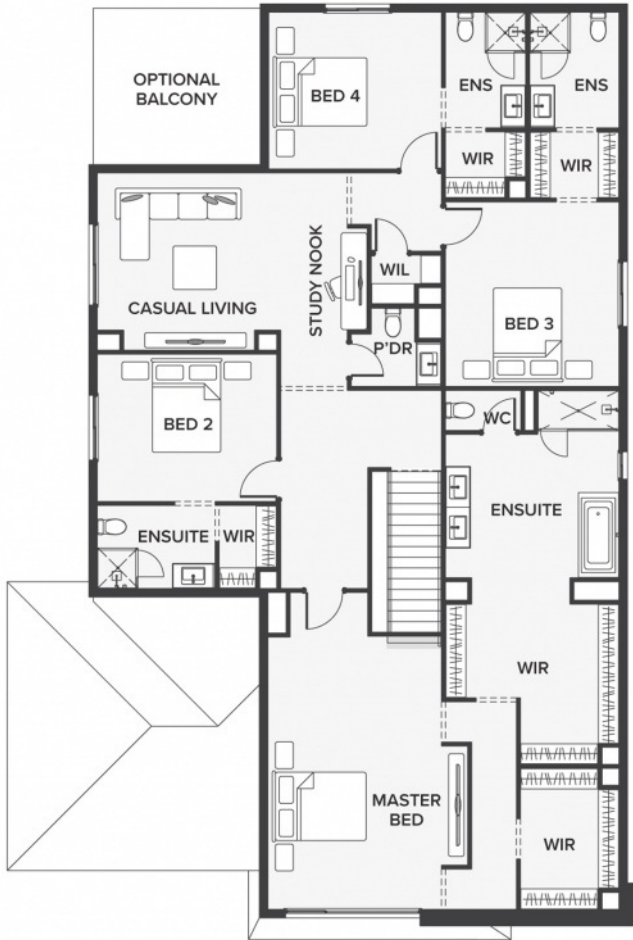 OPTIONAL
BALCONY
BED 4
ENS
ENS
WIR
WIR
CASUAL LIVING
STUDY NOOK
WIL
BED 3
P'DR
BED 2
WC
ENSUITE
ENSUITE
WIR
WIR
MASTER
BED
WIR